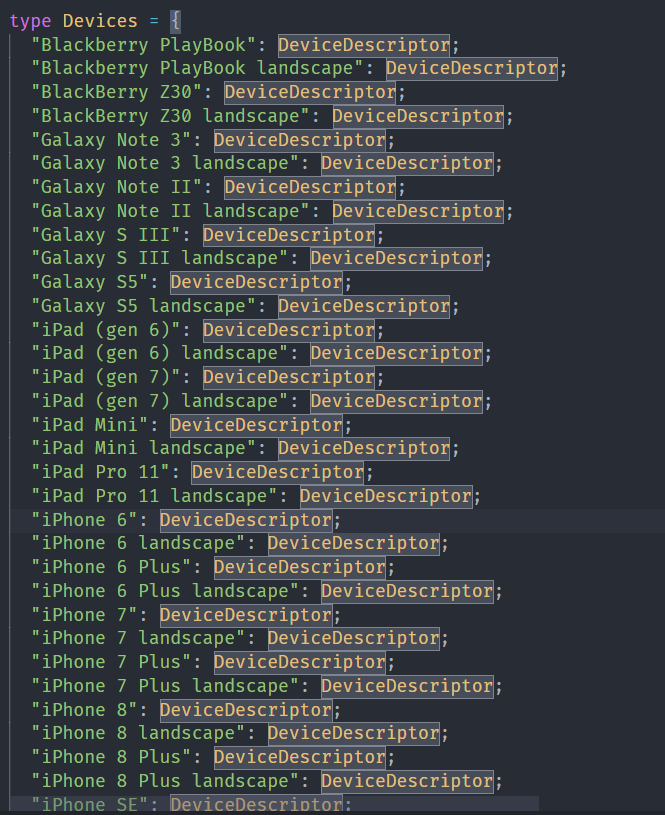 type Devices = {
"Blackberry PlayBook": DeviceDescriptor;
"Blackberry PlayBook landscape": DeviceDescriptor;
"BlackBerry Z30": DeviceDescriptor;
"BlackBerry Z30 landscape": DeviceDescriptor;
"Galaxy Note 3": DeviceDescriptor;
"Galaxy Note 3 landscape": DeviceDescriptor;
"Galaxy Note II": DeviceDescriptor;
"Galaxy Note II landscape": DeviceDescriptor;
"Galaxy S III": DeviceDescriptor;
"Galaxy S III landscape": DeviceDescriptor;
"Galaxy S5": DeviceDescriptor;
"Galaxy S5 landscape": DeviceDescriptor;
"iPad (gen 6)": DeviceDescriptor;
"iPad (gen 6) landscape": DeviceDescriptor;
"iPad (gen 7)": DeviceDescriptor;
"iPad (gen 7) landscape": DeviceDescriptor;
"iPad Mini": DeviceDescriptor;
"iPad Mini landscape": DeviceDescriptor;
"iPad Pro 11": DeviceDescriptor;
"iPad Pro 11 landscape": DeviceDescriptor;
"iPhone 6": DeviceDescriptor;
"iPhone 6 landscape": DeviceDescriptor;
"iPhone 6 Plus": DeviceDescriptor;
"iPhone 6 Plus landscape": DeviceDescriptor;
"iPhone 7": DeviceDescriptor;
"iPhone 7 landscape": DeviceDescriptor;
"iPhone 7 Plus": DeviceDescriptor;
"iPhone 7 Plus landscape": DeviceDescriptor;
"iPhone 8": DeviceDescriptor;
"iPhone 8 landscape": DeviceDescriptor;
"iPhone 8 Plus": DeviceDescriptor;
"iPhone 8 Plus landscape": DeviceDescriptor;
"iPhone SE": DeviceDescriptor;